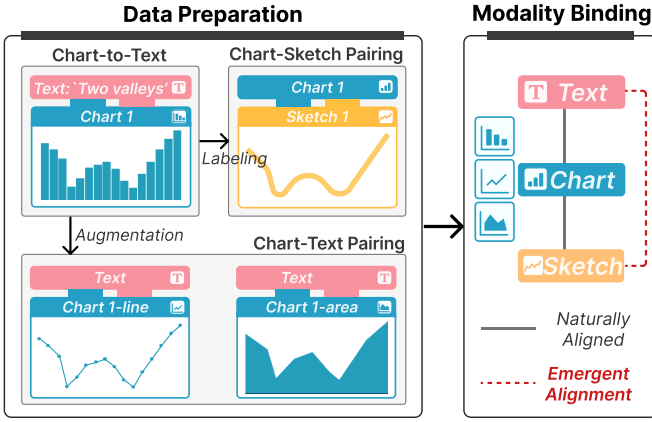 Data Preparation
Modality Binding
Chart-to-Text
Chart-Sketch Pairing
Text:`Two valleys’ T
Chart 1
Chart 1
Sketch 1
Labeling
Augmentation
Chart-Text Pairing
Text T
Text T
Chart 1-line
Chart 1-area
T Text
Chart
Sketch
Naturally
Aligned
Emergent
Alignment